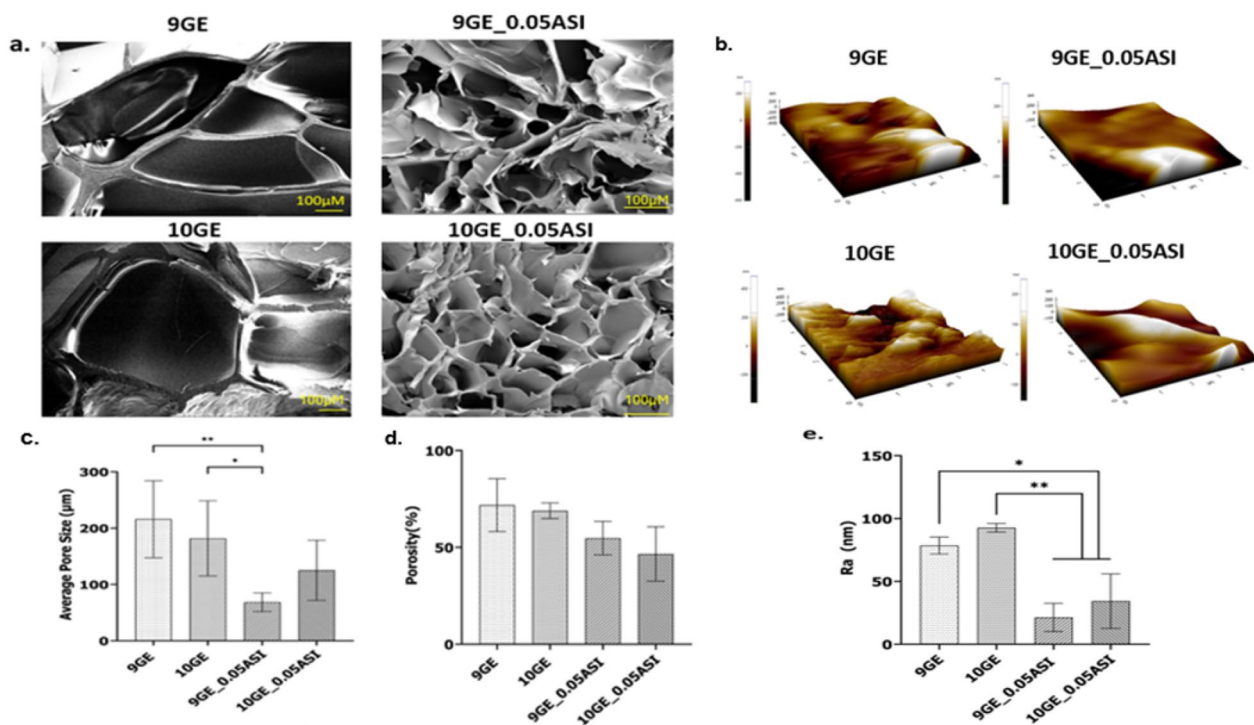 a.
9GE
9GE_0.05ASI
100µM
100µM
10GE
10GE_0.05ASI
100µM
100µM
b.
9GE
9GE_0.05ASI
10GE
10GE_0.05ASI
c.
**
*
Average Pore Size (µm)
300
200
100
0
9GE
10GE
9GE_0.05ASI
10GE_0.05ASI
d.
Porosity(%)
100
50
0
9GE
10GE
9GE_0.05ASI
10GE_0.05ASI
e.
*
**
Ra (nm)
150
100
50
0
9GE
10GE
9GE_0.05ASI
10GE_0.05ASI